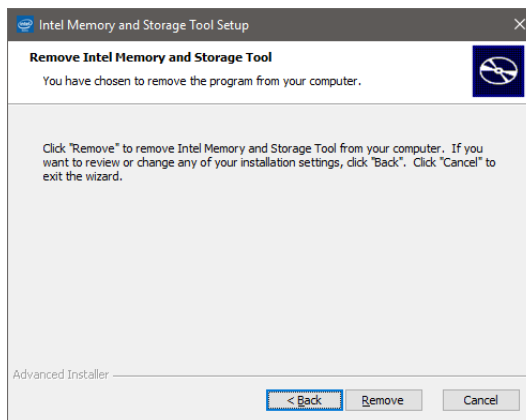 Intel Memory and Storage Tool Setup
Remove Intel Memory and Storage Tool
You have chosen to remove the program from your computer.
Click "Remove" to remove Intel Memory and Storage Tool from your computer. If you
want to review or change any of your installation settings, click "Back". Click "Cancel" to
exit the wizard.
Advanced Installer
< Back
Remove
Cancel